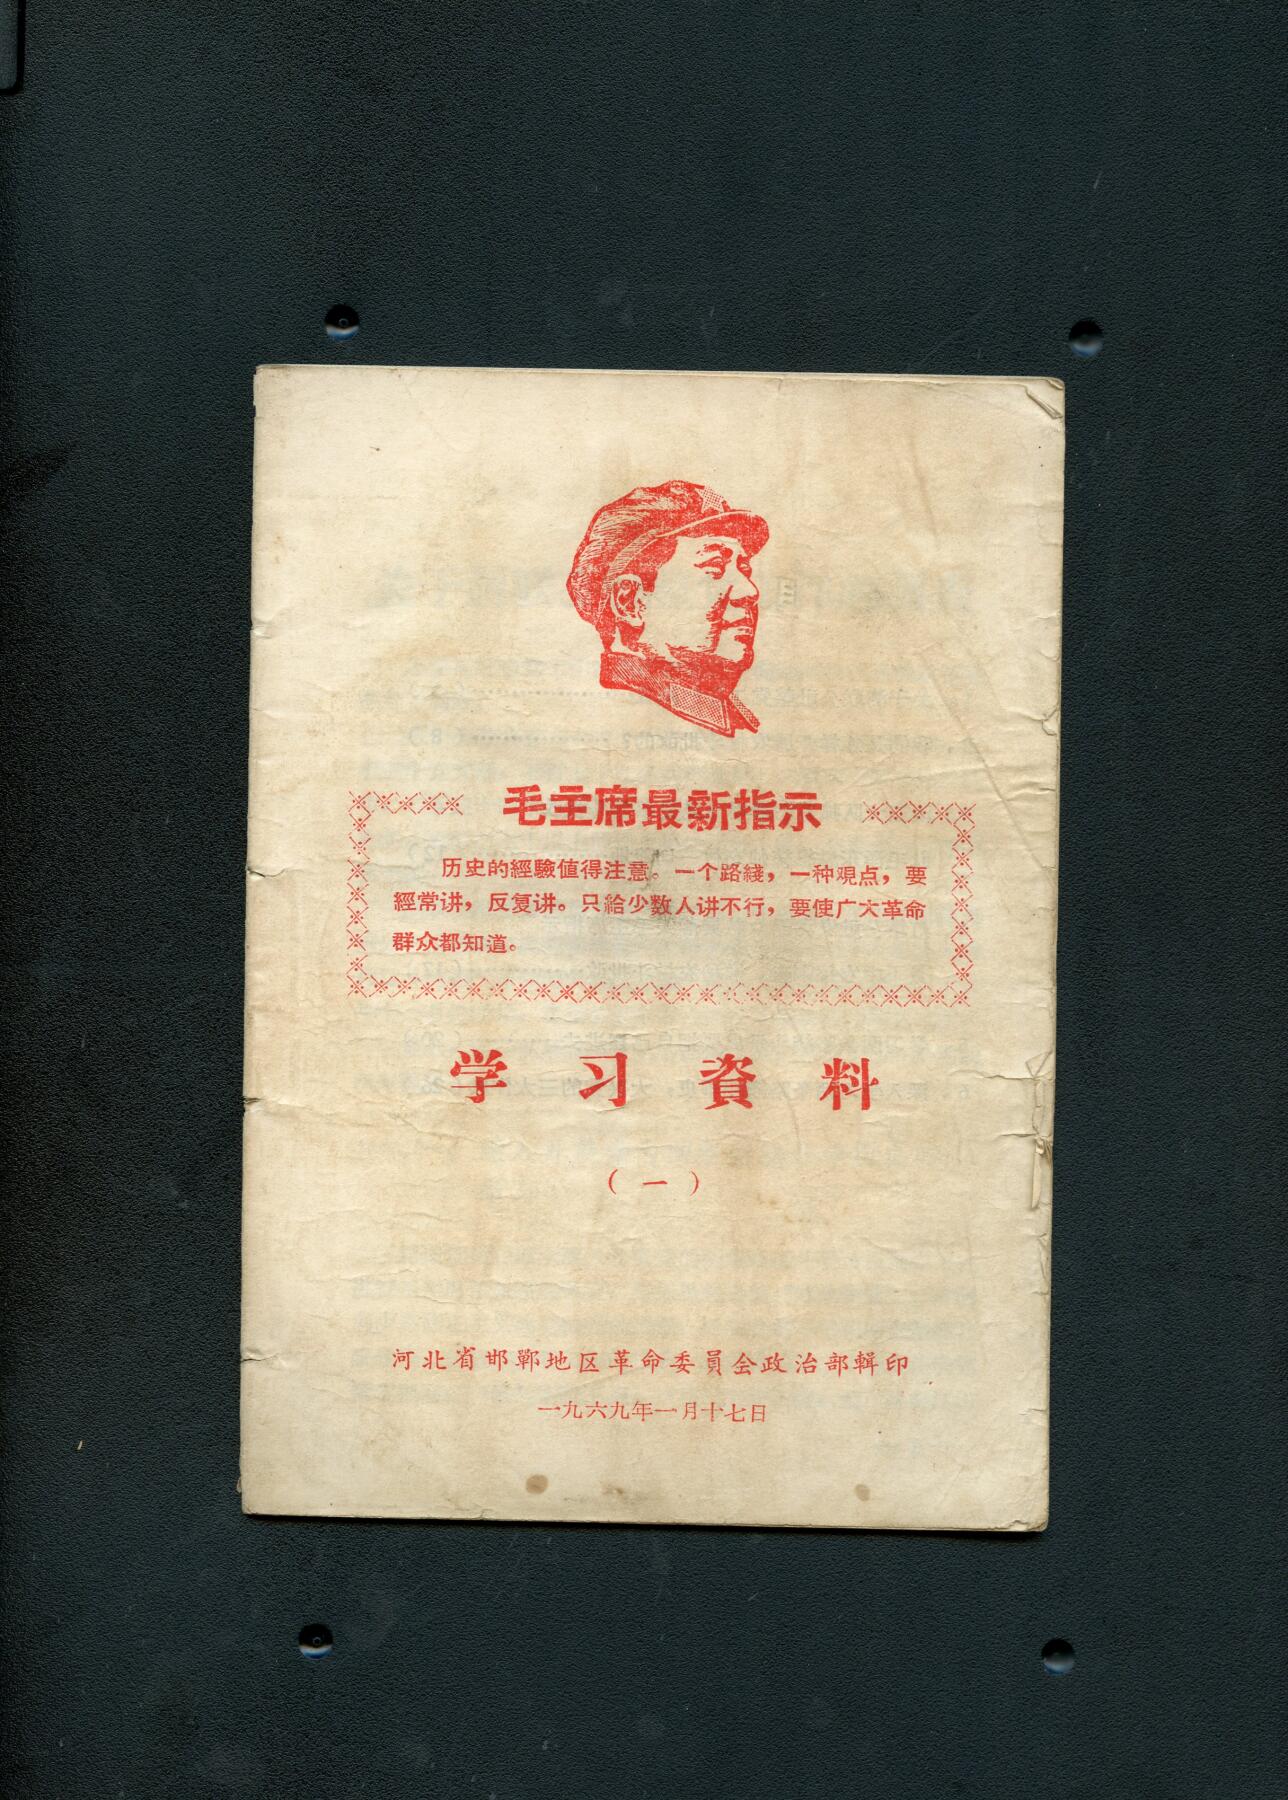 毛主席最新指示
历史的經驗值得注意。一个路綫，一种观点，要
經常讲，反复讲。只給少数人讲不行，要使广大革命
群众都知道。
学习資料
（一）
河北省邯郸地区革命委員会政治部輯印
一九六九年一月十七日